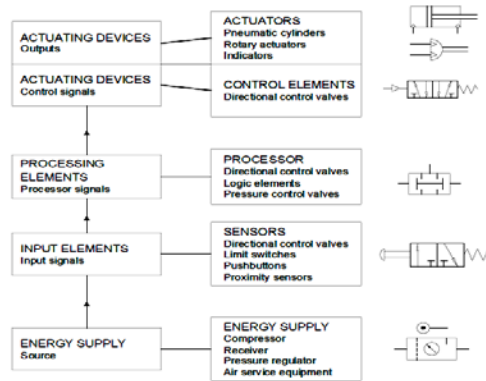 ACTUATING DEVICES
Outputs
ACTUATORS
Pneumatic cylinders
Rotary actuators
Indicators
ACTUATING DEVICES
Control signals
CONTROL ELEMENTS
Directional control valves
PROCESSING
ELEMENTS
Processor signals
PROCESSOR
Directional control valves
Logic elements
Pressure control valves
INPUT ELEMENTS
Input signals
SENSORS
Directional control valves
Limit switches
Pushbuttons
Proximity sensors
ENERGY SUPPLY
Source
ENERGY SUPPLY
Compressor
Receiver
Pressure regulator
Air service equipment